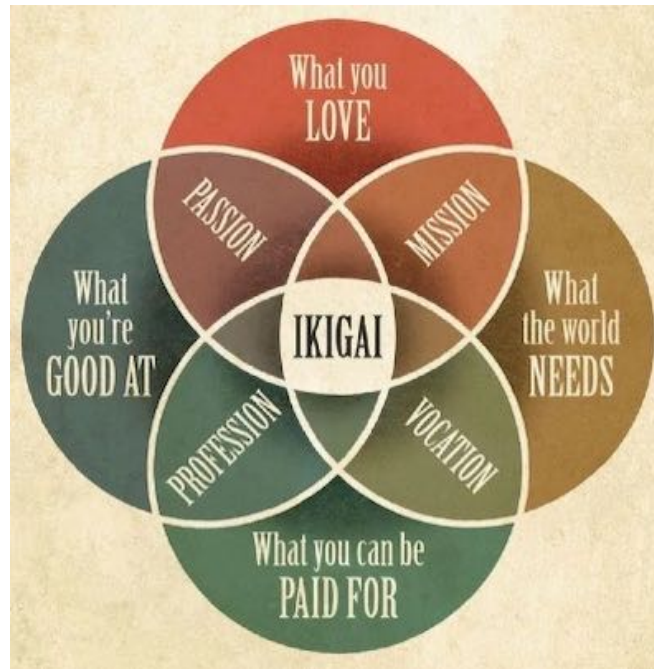 What you
LOVE
PASSION
MISSION
What
you're
GOOD AT
IKIGAI
What
the world
NEEDS
PROFESSION
VOCATION
What you can be
PAID FOR